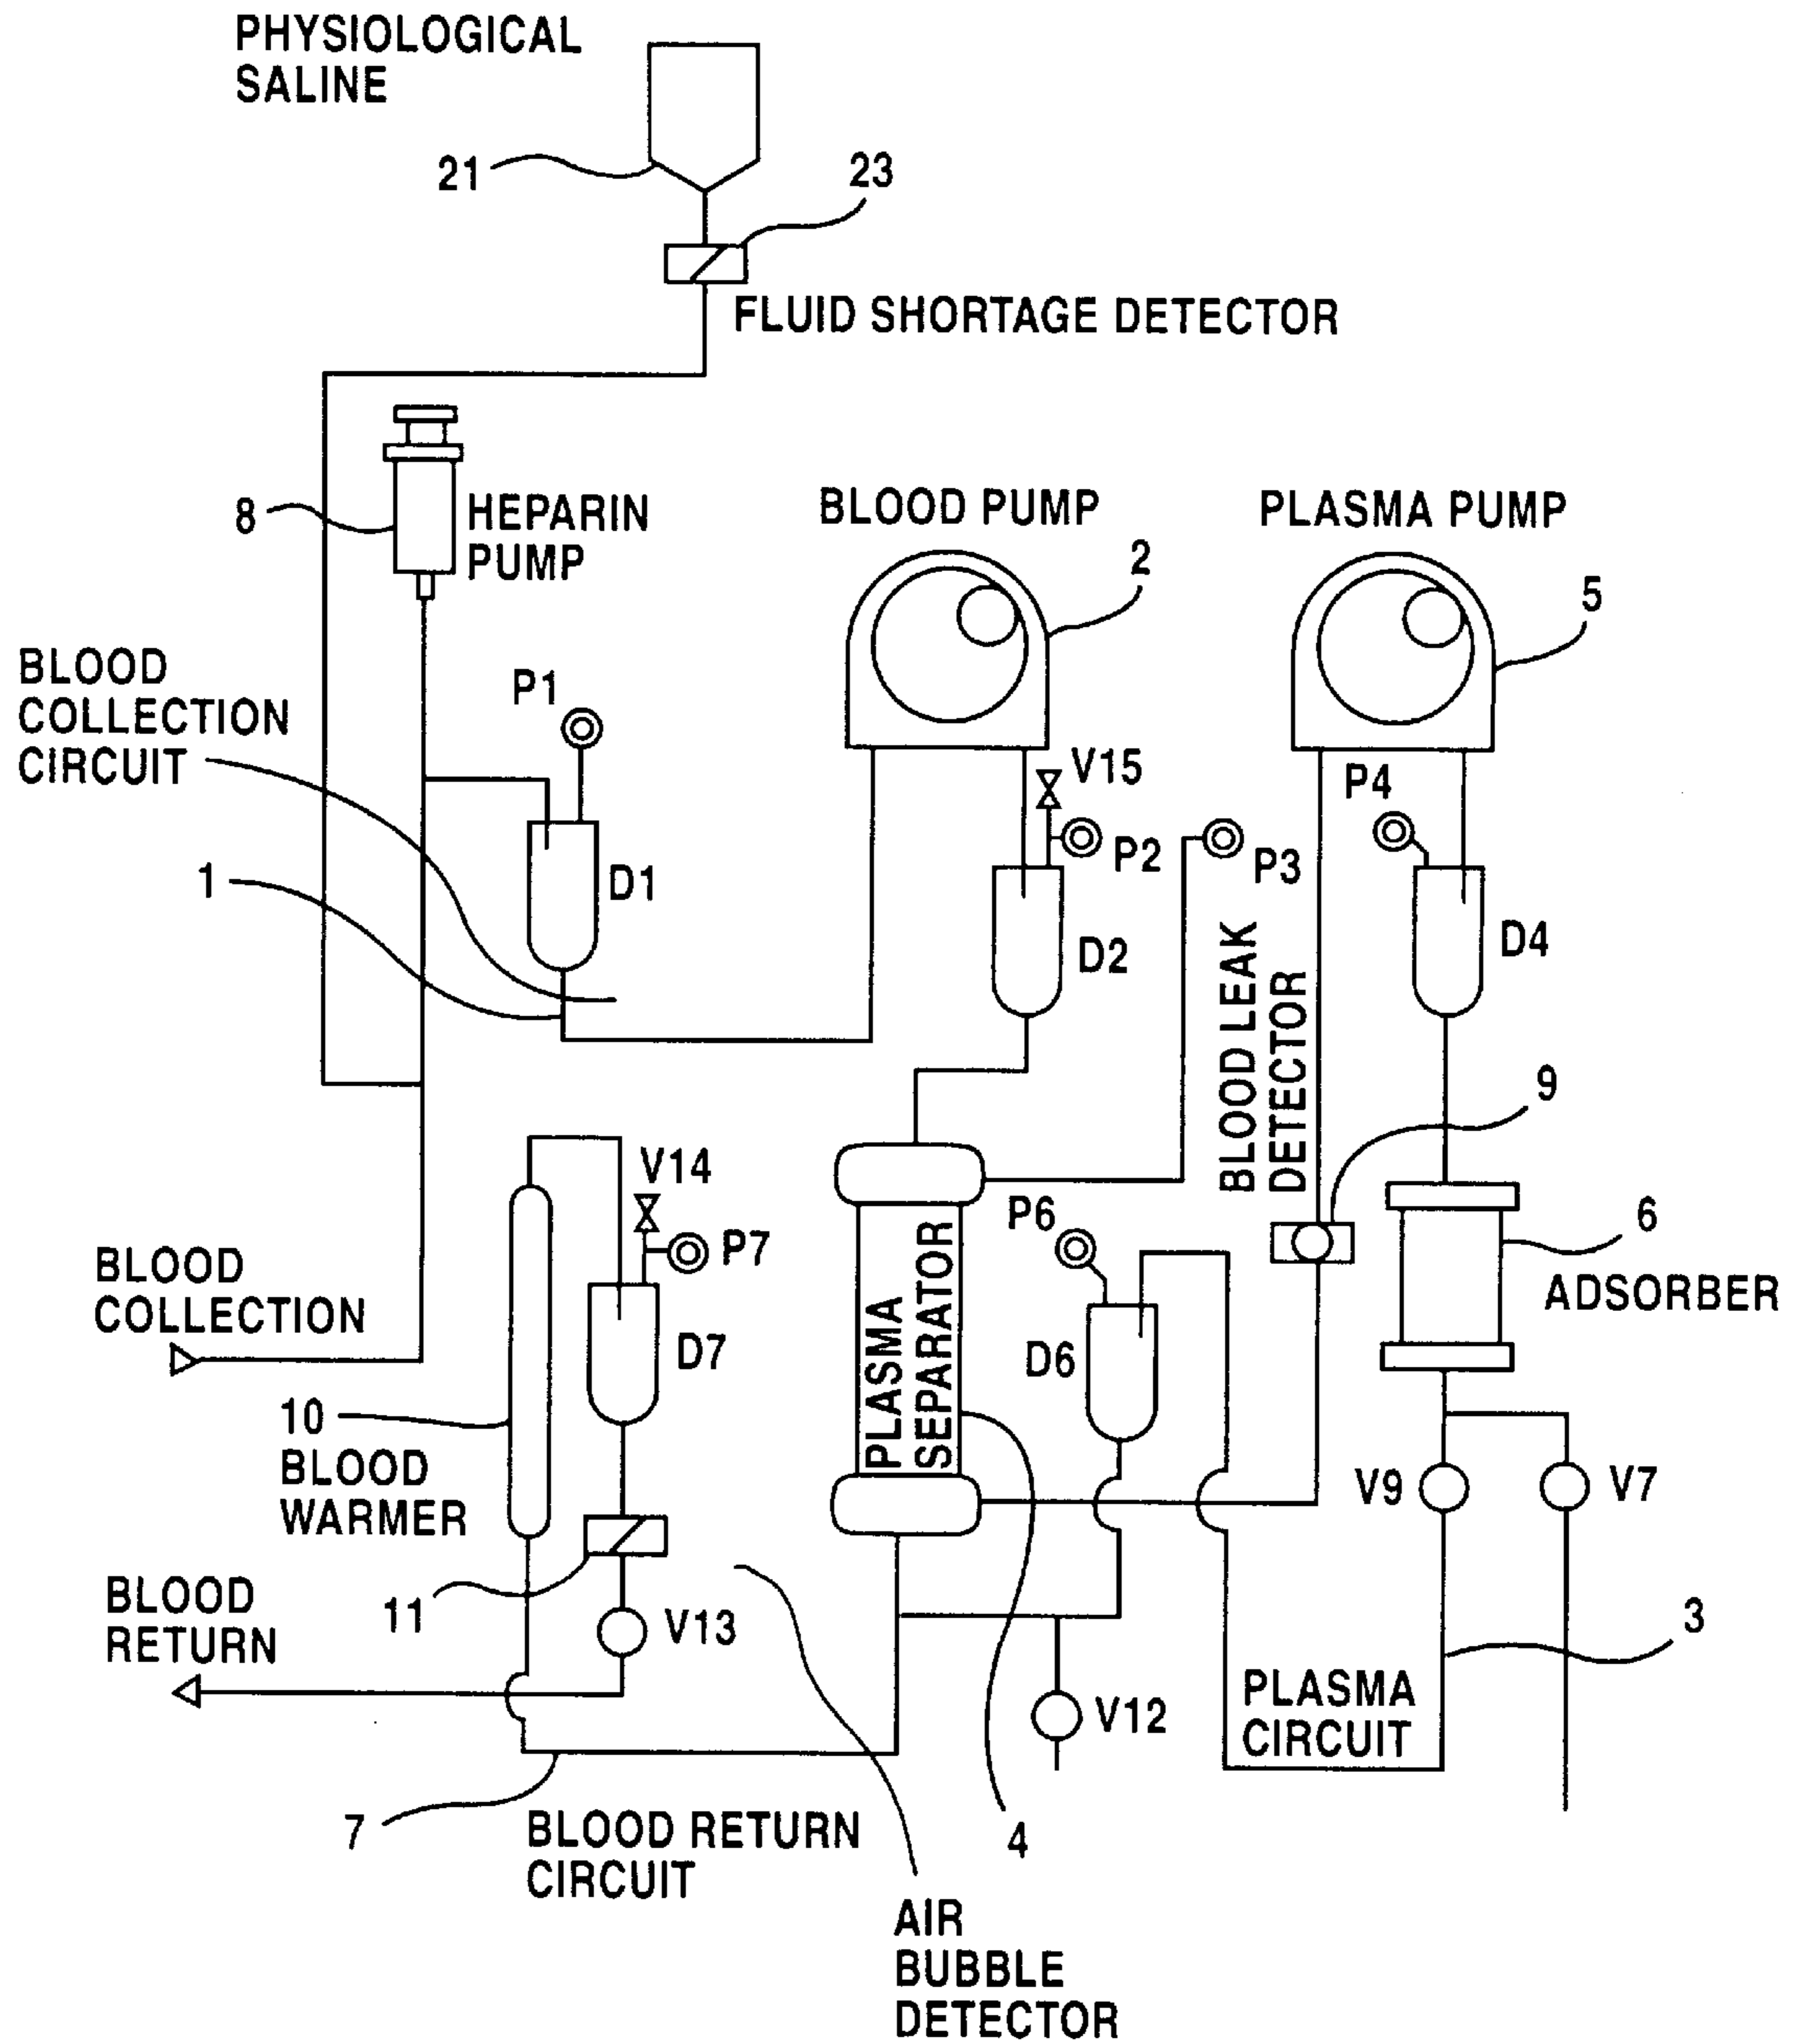 PHYSIOLOGICAL
SALINE
21
23
FLUID SHORTAGE DETECTOR
8
HEPARIN
PUMP
BLOOD PUMP
2
PLASMA PUMP
5
BLOOD
COLLECTION
CIRCUIT
P1
V15
P4
P2
P3
1
D1
D2
D4
BLOOD LEAK
DETECTOR
9
V14
P7
P6
6
ADSORBER
BLOOD
COLLECTION
D7
D6
PLASMA
SEPARATOR
10
BLOOD
WARMER
V9
V7
BLOOD
RETURN
11
V13
3
V12
PLASMA
CIRCUIT
7
BLOOD RETURN
CIRCUIT
4
AIR
BUBBLE
DETECTOR